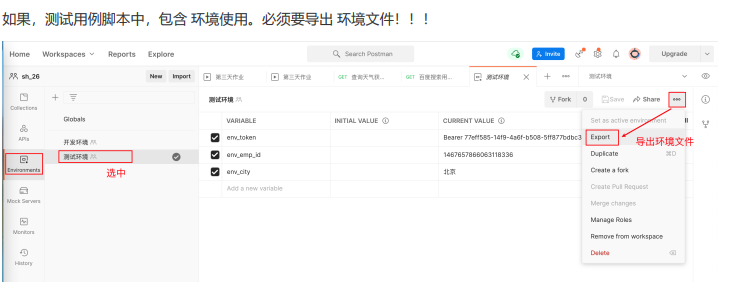 如果，测试用例脚本中，包含 环境使用。必须要导出 环境文件！！！
Home Workspaces Reports Explore Search Postman Invite Upgrade
sh_26 New Import 第三天作业 第三天作业 GET 查询天气获... GET 百度搜索用... 测试环境 测试环境
Collections
Globals
测试环境 Fork 0 Save Share
APIs
开发环境
VARIABLE INITIAL VALUE CURRENT VALUE Set as active environment
Environments
测试环境
选中
env_token Bearer 77eff585-14f9-4a6f-b508-5ff877bdbc3 Export
导出环境文件
env_emp_id 1467657866063118336 Duplicate
Mock Servers
env_city 北京 Create a fork
Add a new variable Create Pull Request
Monitors
Merge changes
Manage Roles
History
Remove from workspace
Delete